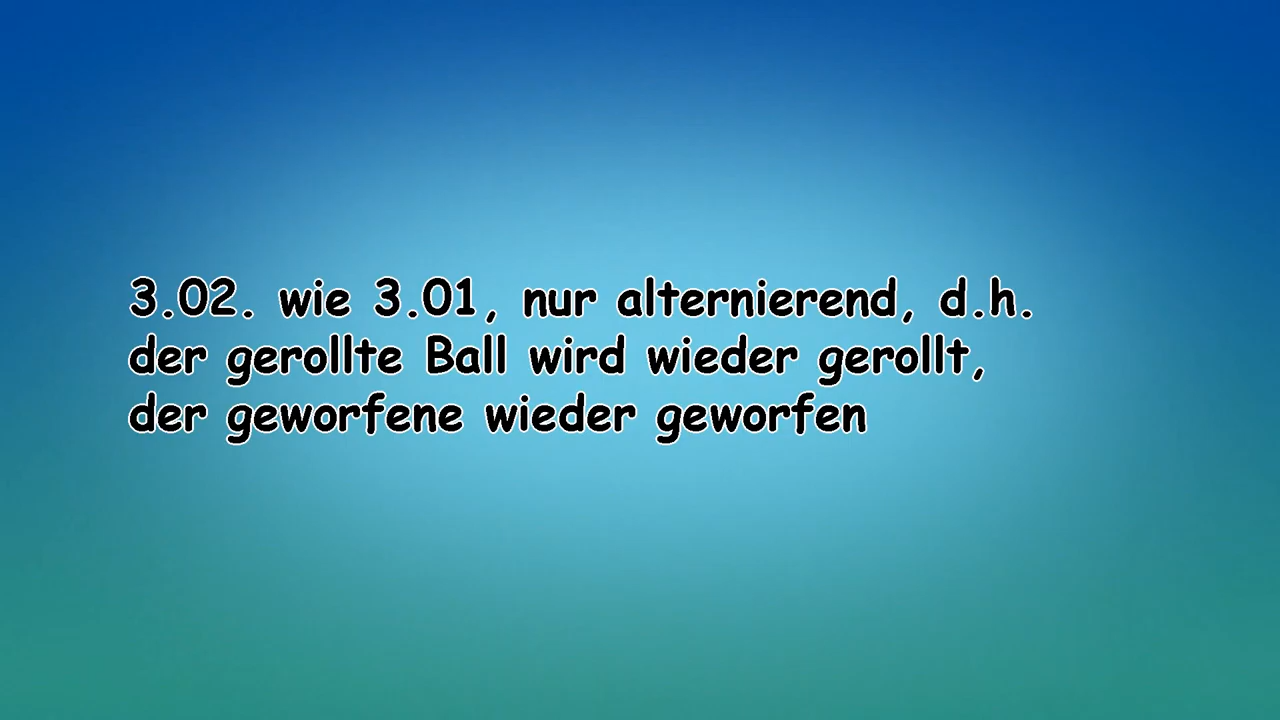 3.02. wie 3.01, nur alternierend, d.h.
der gerollte Ball wird wieder gerollt,
der geworfene wieder geworfen